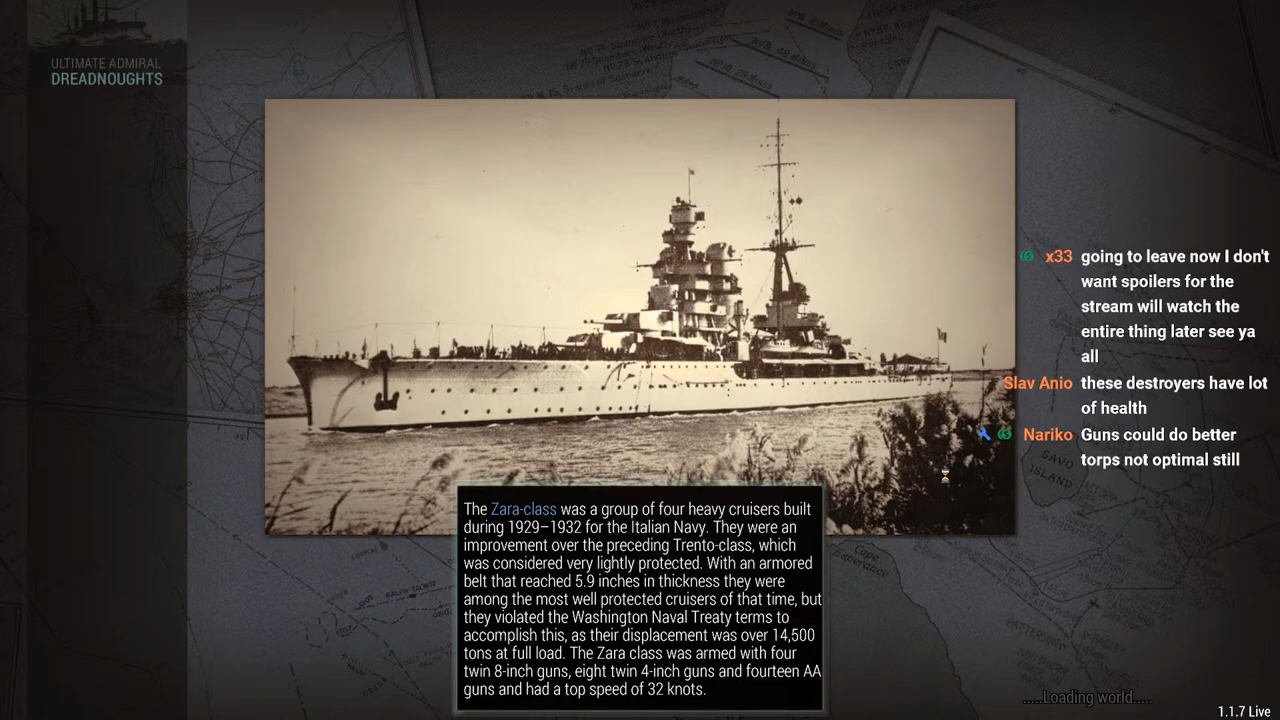 ULTIMATE ADMIRAL
DREADNOUGHTS
x33 going to leave now I don't
want spoilers for the
stream will watch the
entire thing later see ya
all
Slav Anio these destroyers have lot
of health
Nariko Guns could do better
torps not optimal still
The Zara-class was a group of four heavy cruisers built
during 1929–1932 for the Italian Navy. They were an
improvement over the preceding Trento-class, which
was considered very lightly protected. With an armored
belt that reached 5.9 inches in thickness they were
among the most well protected cruisers of that time, but
they violated the Washington Naval Treaty terms to
accomplish this, as their displacement was over 14,500
tons at full load. The Zara class was armed with four
twin 8-inch guns, eight twin 4-inch guns and fourteen AA
guns and had a top speed of 32 knots.
SAVO
ISLAND
Cape
Esperance
.....Loading world.....
1.1.7 Live